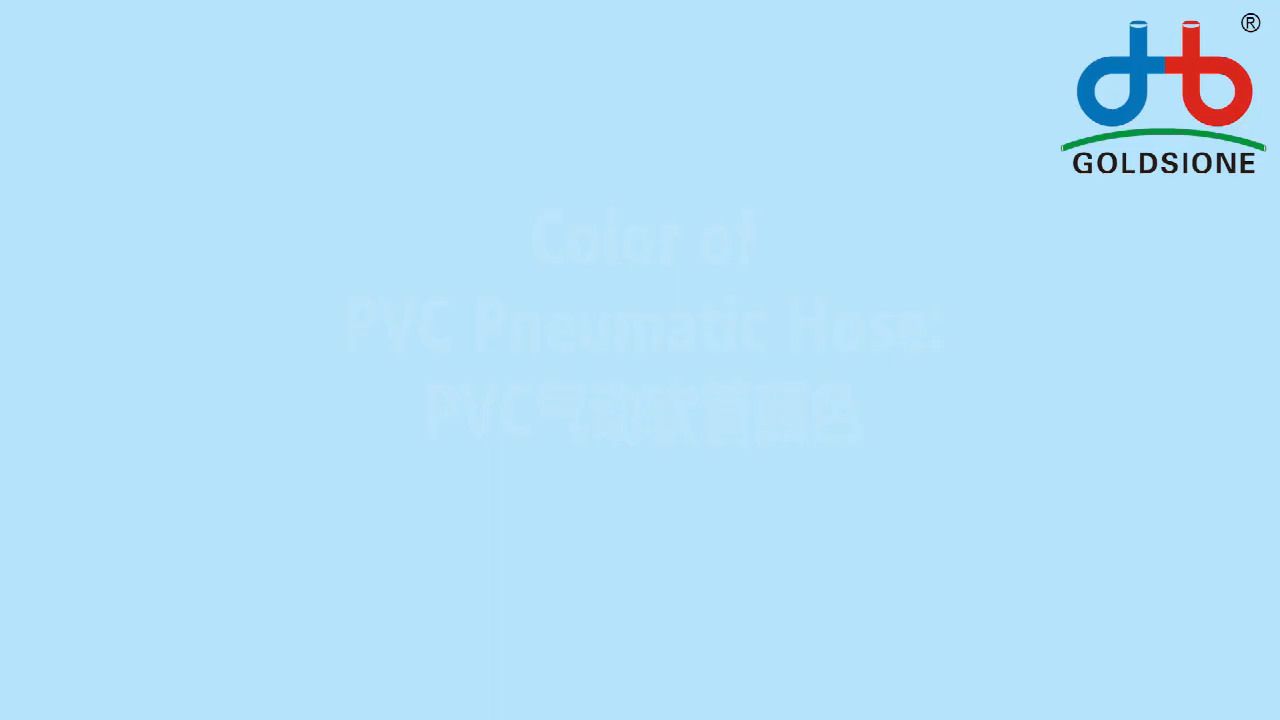 ®
GOLDSIONE
Color of
PVC Pneumatic Hose:
PVC气动软管颜色